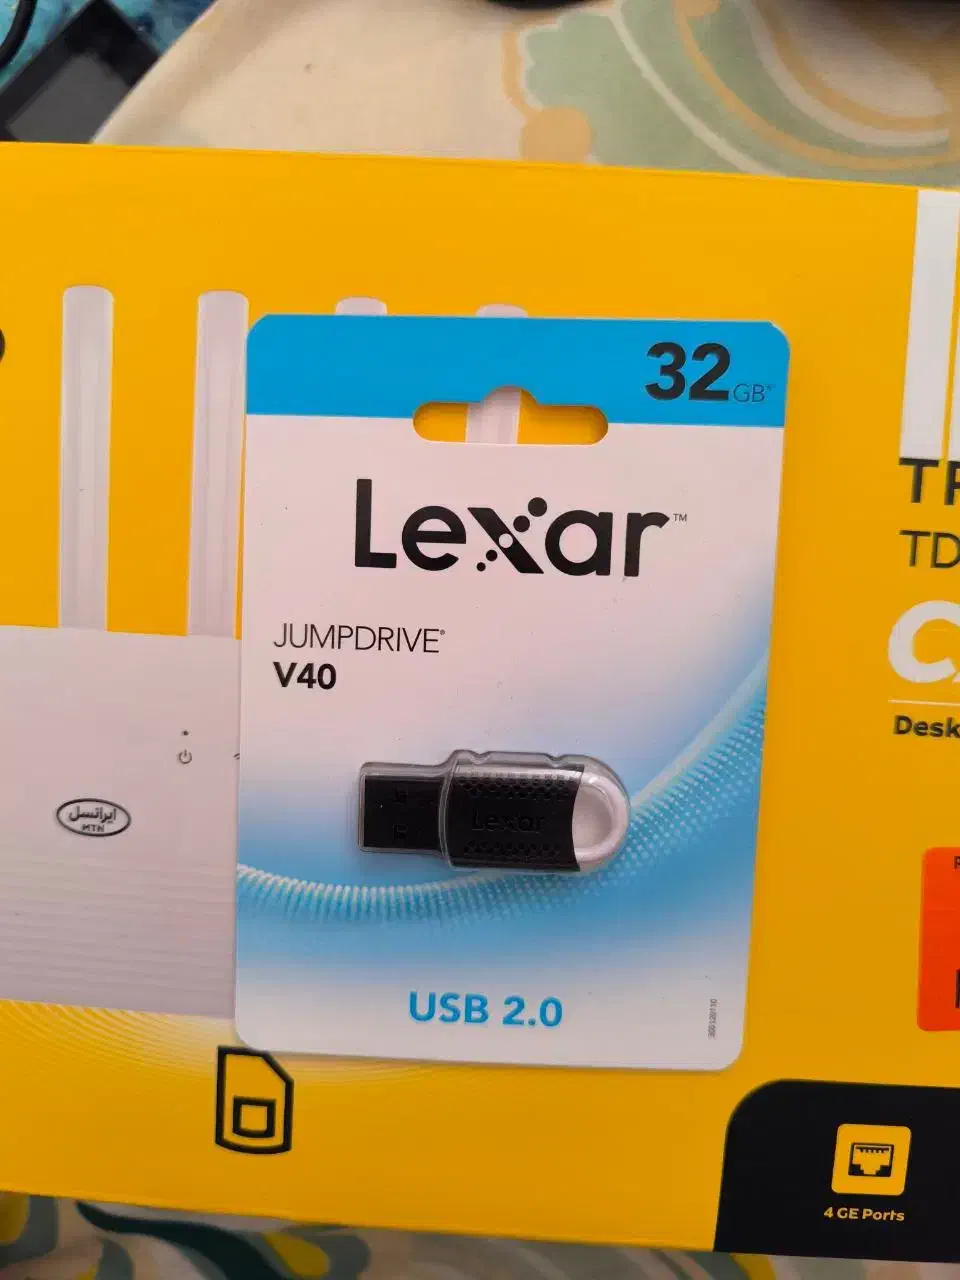 32GB*
Lexar™
JUMPDRIVE®
V40
Lexar
USB 2.0
ایرانسل
MTN
TD
Desk
4 GE Ports